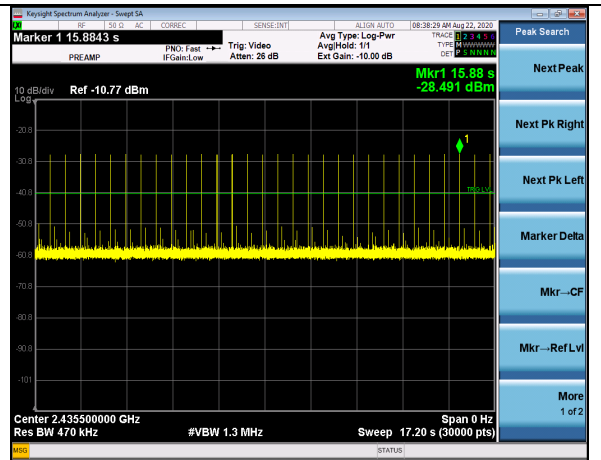 Keysight Spectrum Analyzer - Swept SA
RF 50 Ω AC CORREC SENSE:INT ALIGN AUTO 08:38:29 AM Aug 22, 2020
Marker 1 15.8843 s
PREAMP
PNO: Fast
IFGain:Low
Trig: Video
Atten: 26 dB
Avg Type: Log-Pwr
Avg|Hold: 1/1
Ext Gain: -10.00 dB
TRACE 1 2 3 4 5 6
TYPE M W W W W W
DET P S N N N N
Mkr1 15.88 s
-28.491 dBm
10 dB/div Ref -10.77 dBm
Log
1
-20.8
-30.8
TRIG LVL
-40.8
-50.8
-60.8
-70.8
-80.8
-90.8
-101
Center 2.435500000 GHz Span 0 Hz
Res BW 470 kHz #VBW 1.3 MHz Sweep 17.20 s (30000 pts)
MSG STATUS
Peak Search
Next Peak
Next Pk Right
Next Pk Left
Marker Delta
Mkr→CF
Mkr→Ref Lvl
More
1 of 2